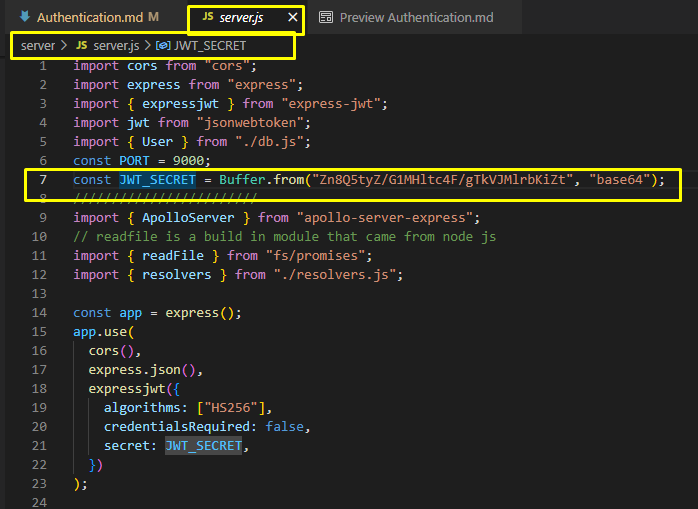 Authentication.md M
JS server.js
Preview Authentication.md
server > JS server.js > JWT_SECRET
1 import cors from "cors";
2 import express from "express";
3 import { expressjwt } from "express-jwt";
4 import jwt from "jsonwebtoken";
5 import { User } from "./db.js";
6 const PORT = 9000;
7 const JWT_SECRET = Buffer.from("Zn8Q5tyZ/G1MHltc4F/gTkVJMlrbKiZt", "base64");
8 ////////////////////////
9 import { ApolloServer } from "apollo-server-express";
10 // readfile is a build in module that came from node js
11 import { readFile } from "fs/promises";
12 import { resolvers } from "./resolvers.js";
13
14 const app = express();
15 app.use(
16 cors(),
17 express.json(),
18 expressjwt({
19 algorithms: ["HS256"],
20 credentialsRequired: false,
21 secret: JWT_SECRET,
22 })
23 );
24